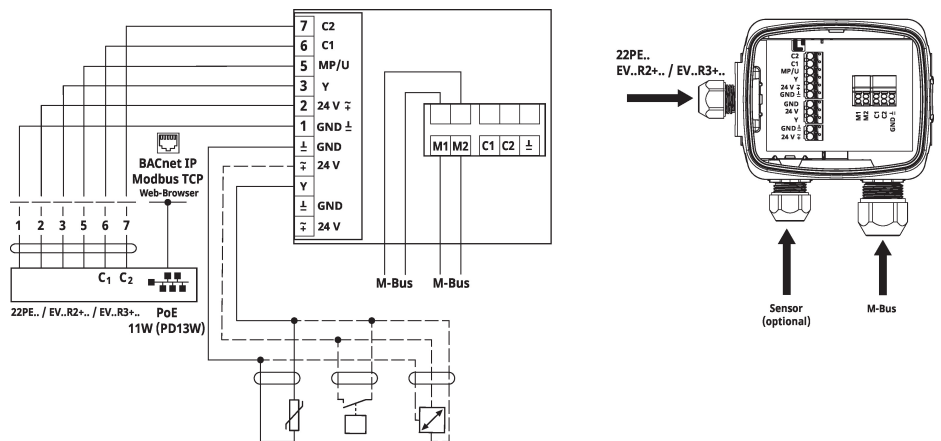 7 C2
6 C1
5 MP/U
3 Y
2 24 V ⏦
1 GND ⊥
⊥ GND
⏦ 24 V
Y
⊥ GND
⏦ 24 V
M1 M2 C1 C2 ⊥
M-Bus M-Bus
BACnet IP
Modbus TCP
Web-Browser
1 2 3 5 6 7
C1 C2
22PE.. / EV..R2+.. / EV..R3+..
PoE
11W (PD13W)
22PE..
EV..R2+.. / EV..R3+..
C2
C1
MP/U
Y
24 V ⏦
GND ⊥
GND
24 V
Y
GND ⊥
24 V ⏦
M1
M2
C1
C2
GND ⊥
Sensor
(optional)
M-Bus